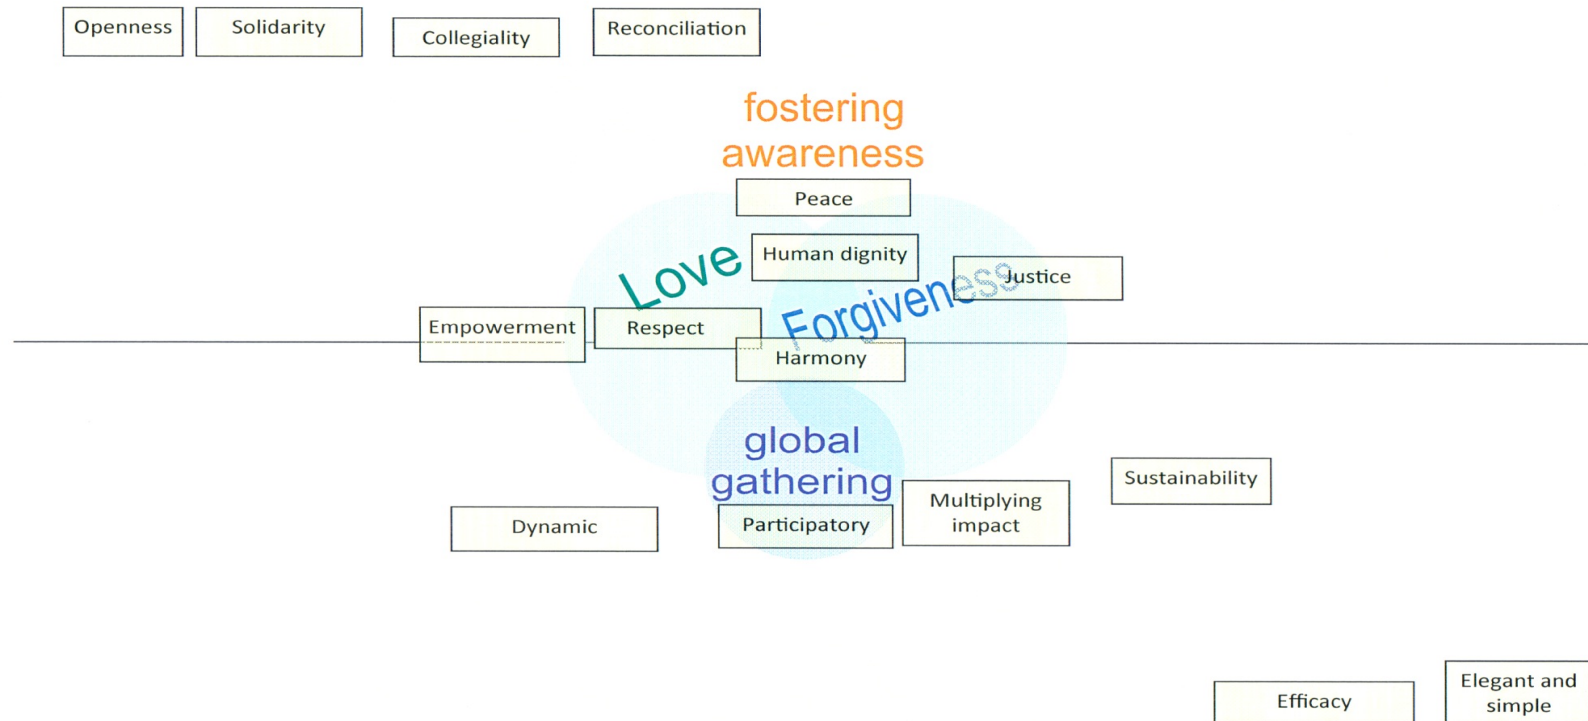 Openness
Solidarity
Collegiality
Reconciliation
fostering
awareness
Peace
Love
Human dignity
Forgiveness
Justice
Empowerment
Respect
Harmony
global
gathering
Sustainability
Multiplying
impact
Dynamic
Participatory
Efficacy
Elegant and
simple